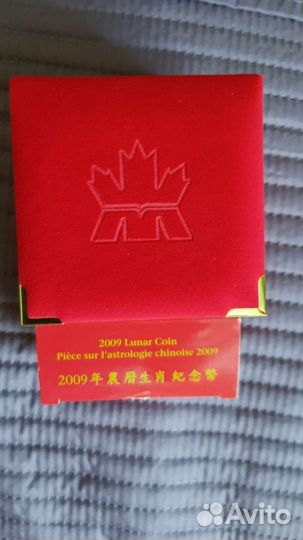 2009 Lunar Coin
Pièce sur l'astrologie chinoise 2009
2009年農曆生肖紀念幣
Avito